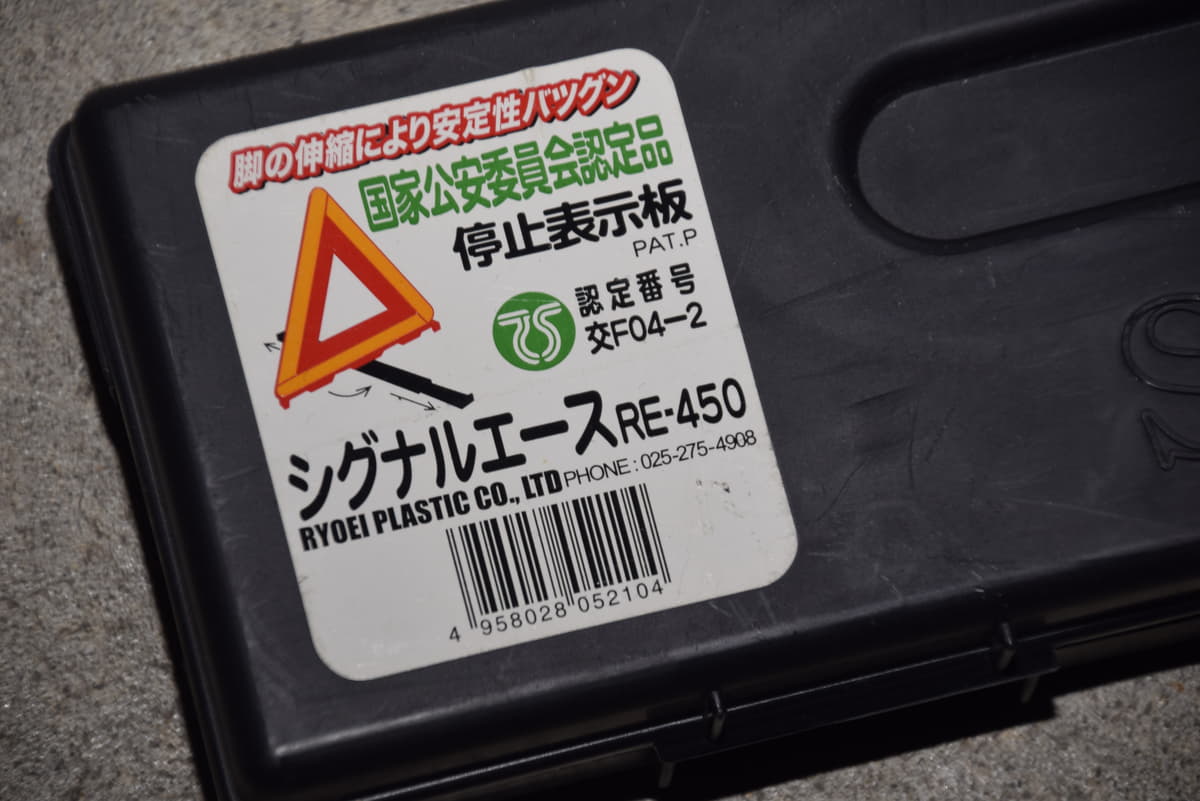 脚の伸縮により安定性バツグン
国家公安委員会認定品
停止表示板
PAT.P
認定番号
交F04-2
シグナルエースRE-450
RYOEI PLASTIC CO., LTD PHONE : 025-275-4908
4 958028 052104